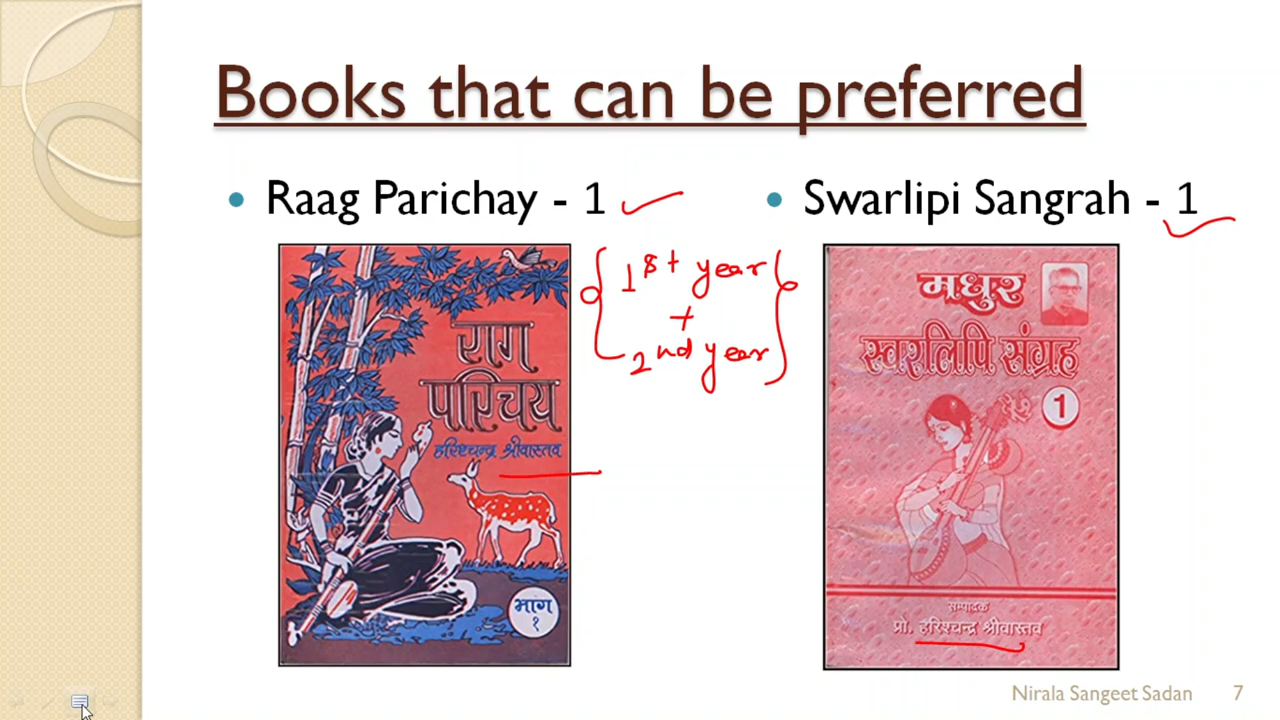 Books that can be preferred
• Raag Parichay - 1
• Swarlipi Sangrah - 1
1st year
+
2nd year
राग
परिचय
हरिश्चन्द्र श्रीवास्तव
भाग
१
मधुर
स्वरलिपि संग्रह
1
सम्पादक
प्रो. हरिश्चन्द्र श्रीवास्तव
Nirala Sangeet Sadan
7